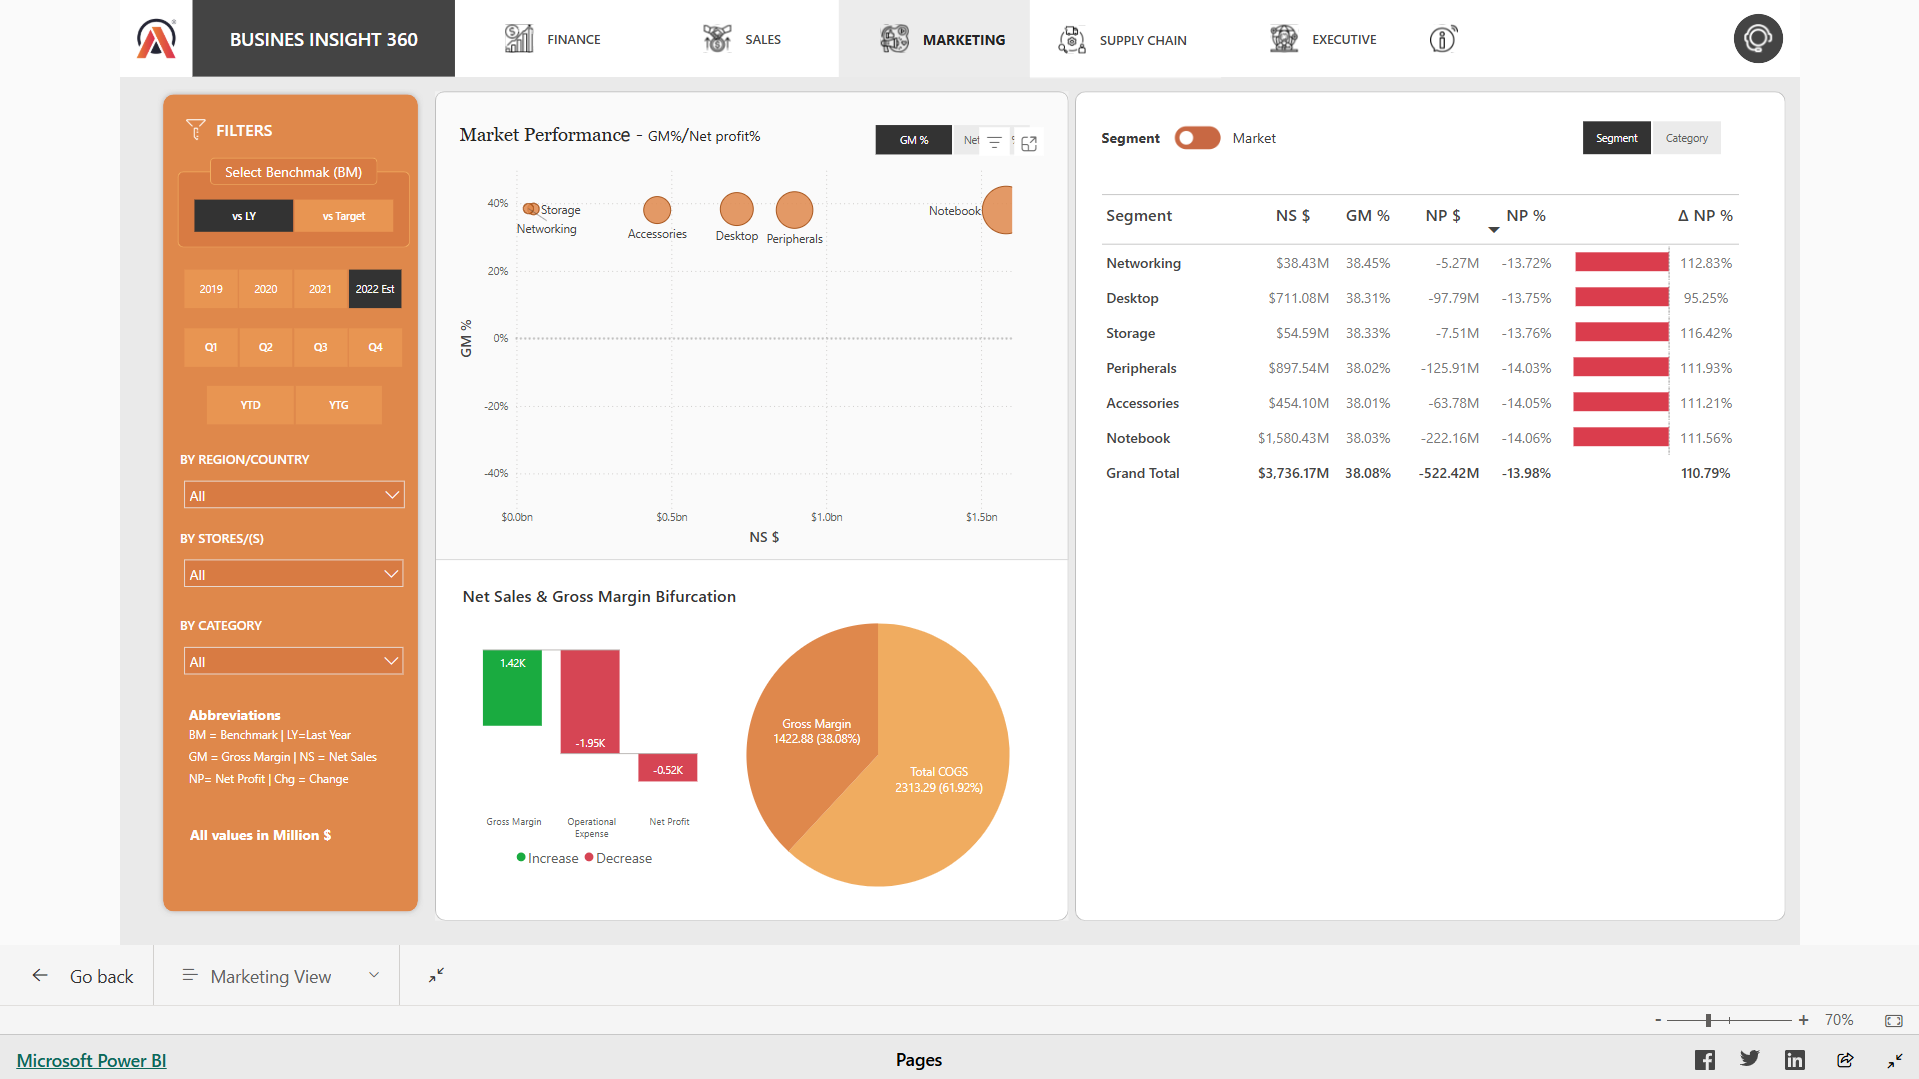 BUSINES INSIGHT 360
FINANCE
SALES
MARKETING
SUPPLY CHAIN
EXECUTIVE
FILTERS
Select Benchmak (BM)
vs LY
vs Target
2019
2020
2021
2022 Est
Q1
Q2
Q3
Q4
YTD
YTG
BY REGION/COUNTRY
All
BY STORES/(S)
All
BY CATEGORY
All
Abbreviations
BM = Benchmark | LY=Last Year
GM = Gross Margin | NS = Net Sales
NP= Net Profit | Chg = Change
All values in Million $
Market Performance - GM%/Net profit%
GM %
40%
20%
0%
-20%
-40%
GM %
Storage
Networking
Accessories
Desktop
Peripherals
Notebook
$0.0bn
$0.5bn
$1.0bn
$1.5bn
NS $
Net Sales & Gross Margin Bifurcation
1.42K
-1.95K
-0.52K
Gross Margin
Operational
Expense
Net Profit
Increase
Decrease
Gross Margin
1422.88 (38.08%)
Total COGS
2313.29 (61.92%)
Segment
Market
Segment
Category
Segment NS $ GM % NP $ NP % Δ NP %
Networking $38.43M 38.45% -5.27M -13.72% 112.83%
Desktop $711.08M 38.31% -97.79M -13.75% 95.25%
Storage $54.59M 38.33% -7.51M -13.76% 116.42%
Peripherals $897.54M 38.02% -125.91M -14.03% 111.93%
Accessories $454.10M 38.01% -63.78M -14.05% 111.21%
Notebook $1,580.43M 38.03% -222.16M -14.06% 111.56%
Grand Total $3,736.17M 38.08% -522.42M -13.98% 110.79%
Go back
Marketing View
- + 70%
Microsoft Power BI
Pages